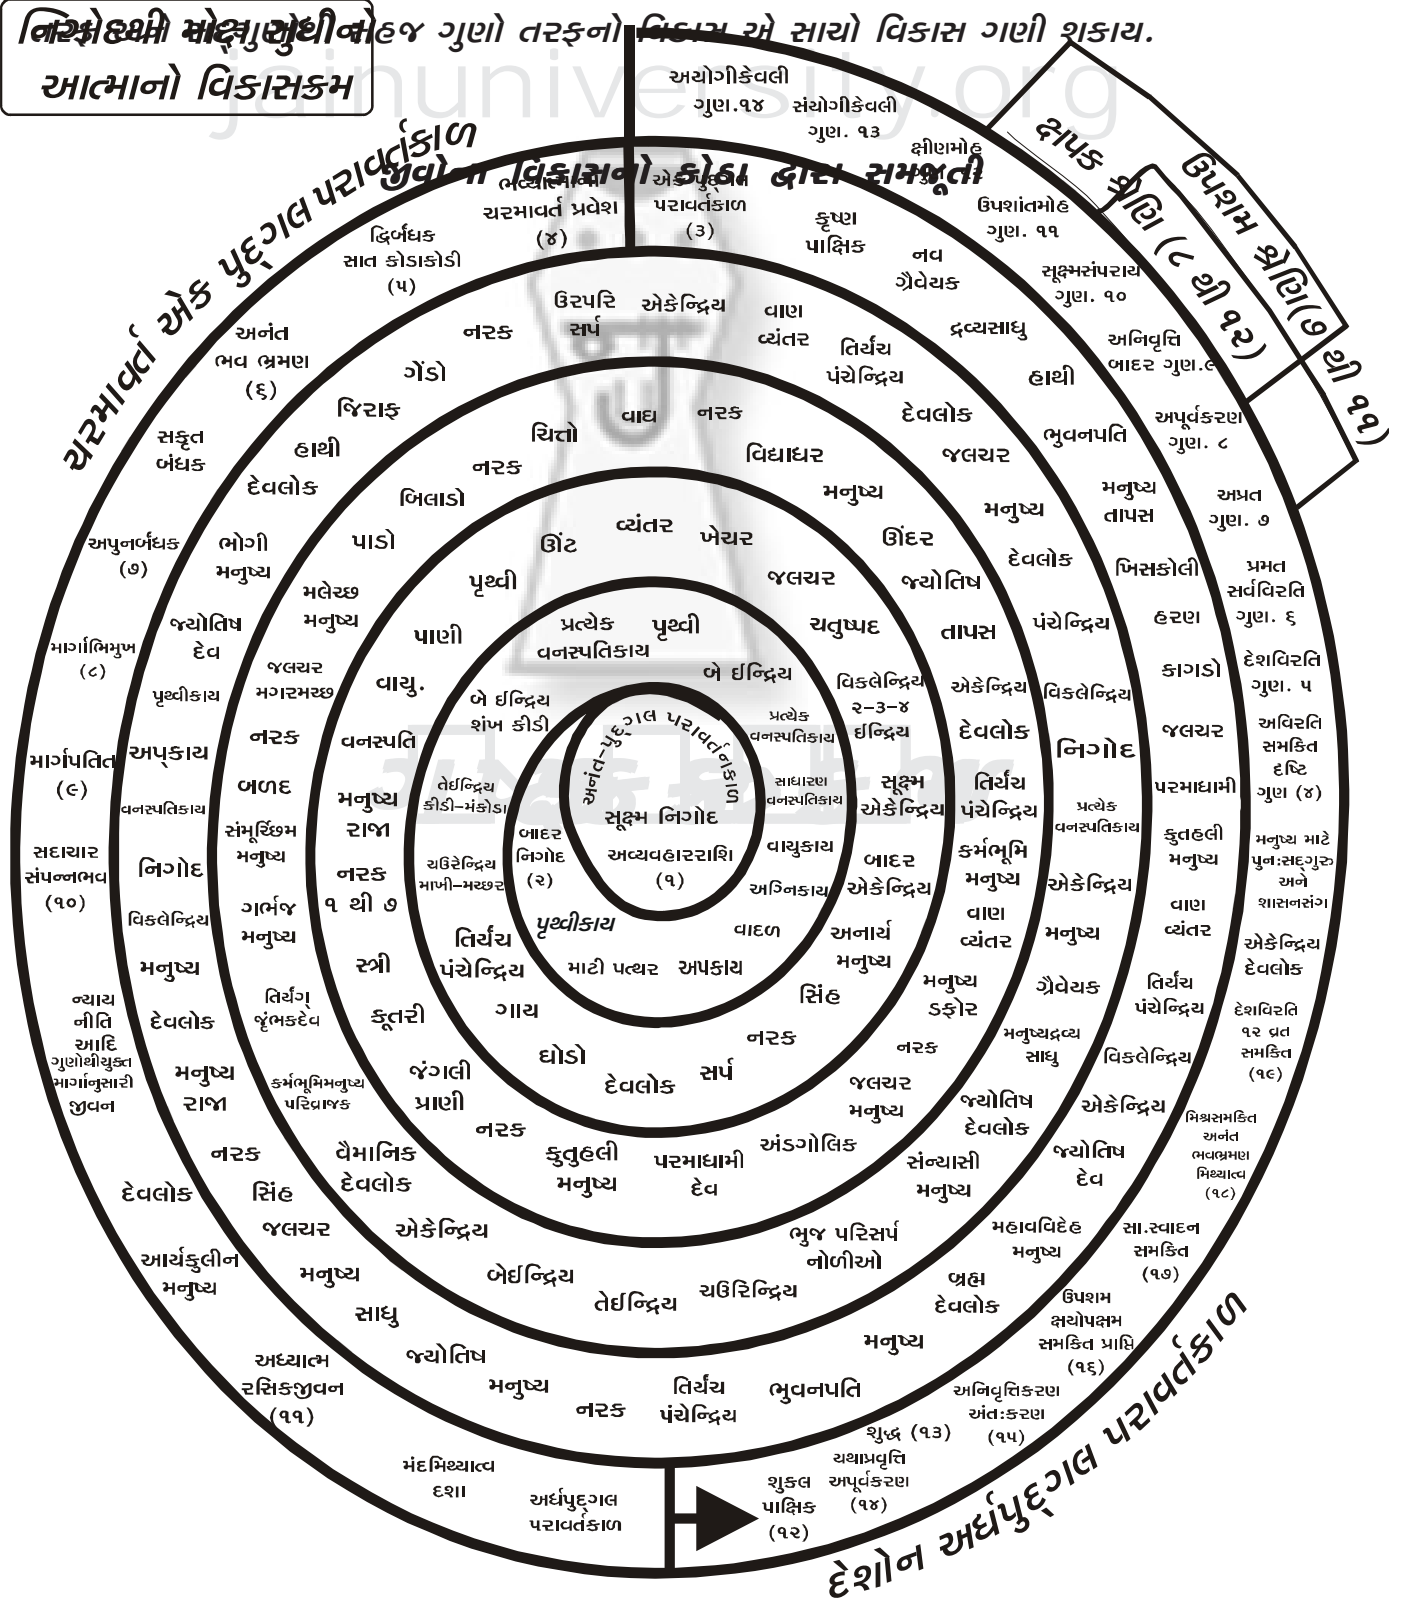 નિગોદથી મોક્ષ સુધીનો
આત્માનો વિકાસક્રમ
સહજ ગુણો તરફનો વિકાસ એ સાચો વિકાસ ગણી શકાય.
jainuniversity.org
જીવોના વિકાસનો કોઠા દ્વારા સમજૂતી
ચરમાવર્ત એક પુદ્ગલ પરાવર્તકાળ
ક્ષપક શ્રેણિ (૮ થી ૧૨)
ઉપશમ શ્રેણિ(૭ થી ૧૧)
દેશોન અર્ધપુદ્ગલ પરાવર્તકાળ
અયોગીકેવલી
ગુણ.૧૪
સંયોગીકેવલી
ગુણ. ૧૩
ક્ષીણમોહ
ઉપશાંતમોહ
ગુણ. ૧૧
સૂક્ષ્મસંપરાય
ગુણ. ૧૦
અનિવૃત્તિ
બાદર ગુણ.૯
અપૂર્વકરણ
ગુણ. ૮
અપ્રત
ગુણ. ૭
પ્રમત
સર્વવિરતિ
ગુણ. ૬
દેશવિરતિ
ગુણ. ૫
અવિરતિ
સમકિત
દૃષ્ટિ
ગુણ (૪)
મનુષ્ય માટે
પુન:સદ્ગુરુ
અને
શાસનસંગ
એકેન્દ્રિય
દેવલોક
દેશવિરતિ
૧૨ વ્રત
સમકિત
(૧૯)
મિશ્રસમકિત
અનંત
ભવભ્રમણ
મિથ્યાત્વ
(૧૮)
સા.સ્વાદન
સમકિત
(૧૭)
ઉપશમ
ક્ષયોપક્ષમ
સમકિત પ્રાપ્તિ
(૧૬)
અનિવૃત્તિકરણ
અંત:કરણ
(૧૫)
શુદ્ધ (૧૩)
યથાપ્રવૃત્તિ
અપૂર્વકરણ
(૧૪)
શુકલ
પાક્ષિક
(૧૨)
અર્ધપુદ્ગલ
પરાવર્તકાળ
મંદમિથ્યાત્વ
દશા
અધ્યાત્મ
રસિકજીવન
(૧૧)
આર્યકુલીન
મનુષ્ય
દેવલોક
ન્યાય
નીતિ
આદિ
ગુણોથીયુક્ત
માર્ગાનુસારી
જીવન
સદાચાર
સંપન્નભવ
(૧૦)
માર્ગપતિત
(૯)
માર્ગાભિમુખ
(૮)
અપુનર્બંધક
(૭)
સકૃત
બંધક
અનંત
ભવ ભ્રમણ
(૬)
દ્વિર્બંધક
સાત કોડાકોડી
(૫)
ચરમાવર્ત પ્રવેશ
(૪)
એક પુદ્ગલ
પરાવર્તકાળ
(૩)
કૃષ્ણ
પાક્ષિક
નવ
ગ્રૈવેયક
દ્રવ્યસાધુ
હાથી
ભુવનપતિ
મનુષ્ય
તાપસ
ખિસકોલી
હરણ
કાગડો
જલચર
પરમાધામી
કુતહલી
મનુષ્ય
વાણ
વ્યંતર
તિર્યંચ
પંચેન્દ્રિય
વિકલેન્દ્રિય
એકેન્દ્રિય
જ્યોતિષ
દેવ
મહાવવિદેહ
મનુષ્ય
બ્રહ્મ
દેવલોક
મનુષ્ય
ભુવનપતિ
તિર્યંચ
પંચેન્દ્રિય
નરક
મનુષ્ય
જ્યોતિષ
સાધુ
મનુષ્ય
જલચર
સિંહ
નરક
મનુષ્ય
રાજા
દેવલોક
મનુષ્ય
વિકલેન્દ્રિય
નિગોદ
વનસ્પતિકાય
અપ્કાય
પૃથ્વીકાય
જ્યોતિષ
દેવ
ભોગી
મનુષ્ય
દેવલોક
હાથી
જિરાફ
ગેંડો
નરક
ઉરપરિ
સર્પ
એકેન્દ્રિય
વાણ
વ્યંતર
તિર્યંચ
પંચેન્દ્રિય
દેવલોક
જલચર
મનુષ્ય
દેવલોક
પંચેન્દ્રિય
વિકલેન્દ્રિય
નિગોદ
પ્રત્યેક
વનસ્પતિકાય
એકેન્દ્રિય
મનુષ્ય
ગ્રૈવેયક
મનુષ્યદ્રવ્ય
સાધુ
જ્યોતિષ
દેવલોક
સંન્યાસી
મનુષ્ય
ભુજ પરિસર્પ
નોળીઓ
ચઉરિન્દ્રિય
તેઈન્દ્રિય
બેઈન્દ્રિય
એકેન્દ્રિય
વૈમાનિક
દેવલોક
કર્મભૂમિમનુષ્ય
પરિવ્રાજક
તિર્યંગ્
જૃંભકદેવ
ગર્ભજ
મનુષ્ય
સંમૂર્ચ્છિમ
મનુષ્ય
બળદ
નરક
જલચર
મગરમચ્છ
મલેચ્છ
મનુષ્ય
પાડો
બિલાડો
નરક
ચિત્તો
વાઘ
નરક
વિદ્યાધર
મનુષ્ય
ઊંદર
જ્યોતિષ
તાપસ
એકેન્દ્રિય
દેવલોક
તિર્યંચ
પંચેન્દ્રિય
કર્મભૂમિ
મનુષ્ય
વાણ
વ્યંતર
મનુષ્ય
ડફોર
નરક
જલચર
મનુષ્ય
અંડગોલિક
પરમાધામી
દેવ
કુતુહલી
મનુષ્ય
નરક
જંગલી
પ્રાણી
કૂતરી
સ્ત્રી
નરક
૧ થી ૭
મનુષ્ય
રાજા
વનસ્પતિ
વાયુ.
પાણી
પૃથ્વી
ઊંટ
વ્યંતર
ખેચર
જલચર
ચતુષ્પદ
વિકલેન્દ્રિય
૨-૩-૪
ઈન્દ્રિય
સૂક્ષ્મ
એકેન્દ્રિય
બાદર
એકેન્દ્રિય
અનાર્ય
મનુષ્ય
સિંહ
નરક
સર્પ
દેવલોક
ઘોડો
ગાય
તિર્યંચ
પંચેન્દ્રિય
ચઉરેન્દ્રિય
માખી-મચ્છર
તેઈન્દ્રિય
કીડી-મંકોડા
બે ઈન્દ્રિય
શંખ કીડી
પ્રત્યેક
વનસ્પતિકાય
પૃથ્વી
બે ઈન્દ્રિય
પ્રત્યેક
વનસ્પતિકાય
સાધારણ
વનસ્પતિકાય
વાયુકાય
અગ્નિકાય
વાદળ
અપકાય
માટી પત્થર
પૃથ્વીકાય
બાદર
નિગોદ
(૨)
અનંત-પુદ્ગલ પરાવર્તનકાળ
સૂક્ષ્મ નિગોદ
અવ્યવહારરાશિ
(૧)